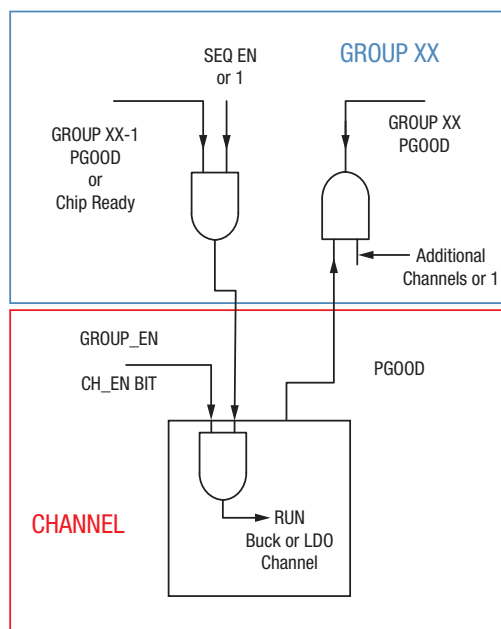 SEQ EN
or 1
GROUP XX
GROUP XX-1
PGOOD
or
Chip Ready
GROUP XX
PGOOD
Additional
Channels or 1
GROUP_EN
CH_EN BIT
PGOOD
CHANNEL
RUN
Buck or LDO
Channel